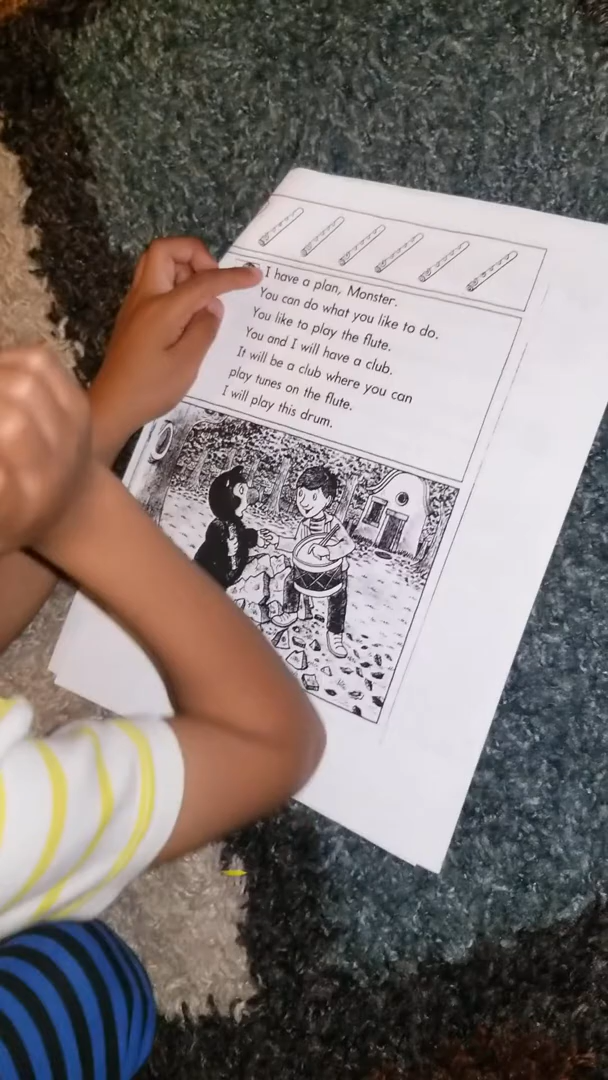 I have a plan, Monster.
You can do what you like to do.
You like to play the flute.
You and I will have a club.
It will be a club where you can
play tunes on the flute.
I will play this drum.